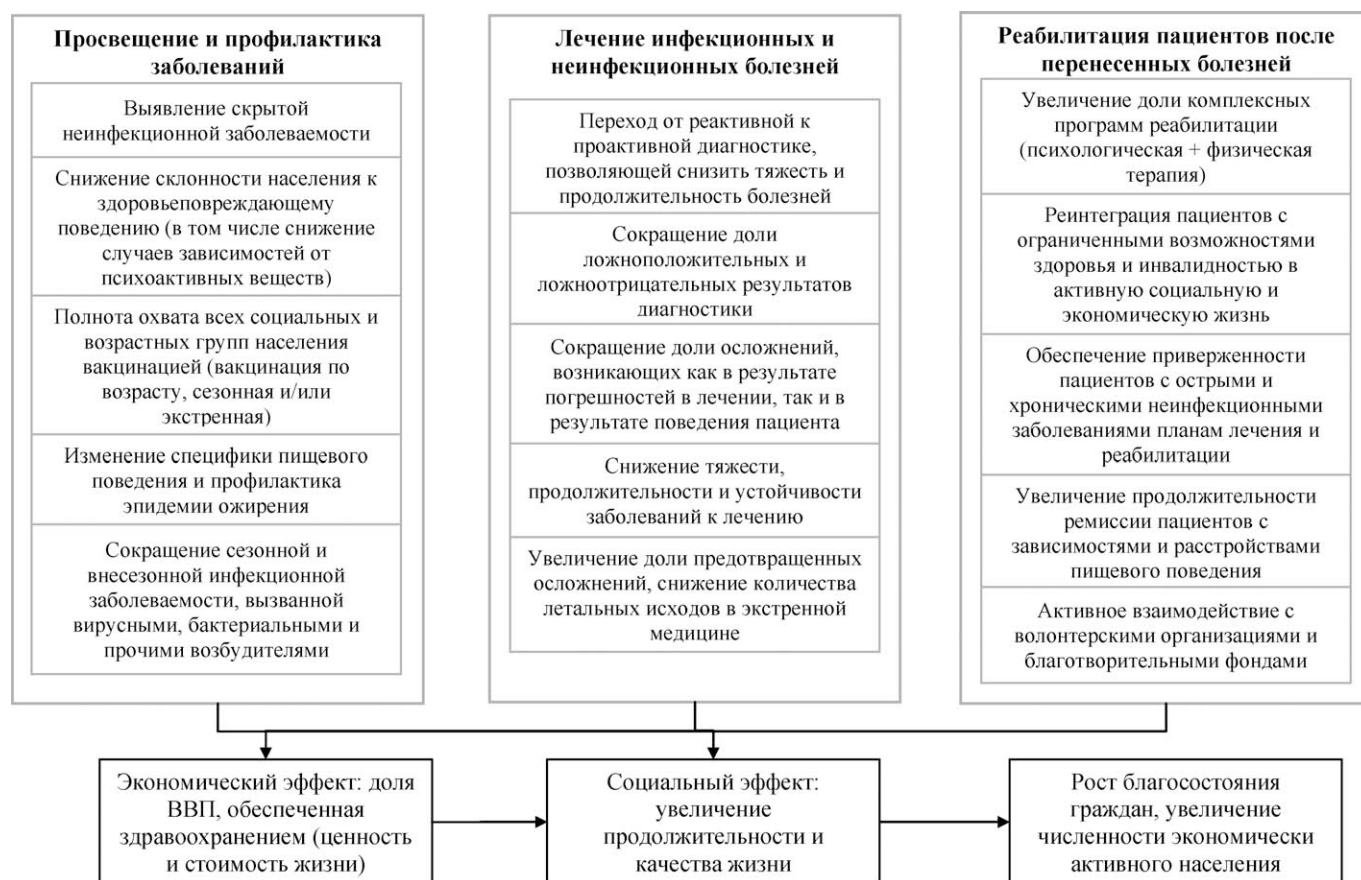 Просвещение и профилактика
заболеваний
Выявление скрытой
неинфекционной заболеваемости
Снижение склонности населения к
здоровьеповреждающему
поведению (в том числе снижение
случаев зависимостей от
психоактивных веществ)
Полнота охвата всех социальных и
возрастных групп населения
вакцинацией (вакцинация по
возрасту, сезонная и/или
экстренная)
Изменение специфики пищевого
поведения и профилактика
эпидемии ожирения
Сокращение сезонной и
внесезонной инфекционной
заболеваемости, вызванной
вирусными, бактериальными и
прочими возбудителями
Лечение инфекционных и
неинфекционных болезней
Переход от реактивной к
проактивной диагностике,
позволяющей снизить тяжесть и
продолжительность болезней
Сокращение доли
ложноположительных и
ложноотрицательных результатов
диагностики
Сокращение доли осложнений,
возникающих как в результате
погрешностей в лечении, так и в
результате поведения пациента
Снижение тяжести,
продолжительности и устойчивости
заболеваний к лечению
Увеличение доли предотвращенных
осложнений, снижение количества
летальных исходов в экстренной
медицине
Реабилитация пациентов после
перенесенных болезней
Увеличение доли комплексных
программ реабилитации
(психологическая + физическая
терапия)
Реинтеграция пациентов с
ограниченными возможностями
здоровья и инвалидностью в
активную социальную и
экономическую жизнь
Обеспечение приверженности
пациентов с острыми и
хроническими неинфекционными
заболеваниями планам лечения и
реабилитации
Увеличение продолжительности
ремиссии пациентов с
зависимостями и расстройствами
пищевого поведения
Активное взаимодействие с
волонтерскими организациями и
благотворительными фондами
Экономический эффект: доля
ВВП, обеспеченная
здравоохранением (ценность
и стоимость жизни)
Социальный эффект:
увеличение
продолжительности и
качества жизни
Рост благосостояния
граждан, увеличение
численности экономически
активного населения